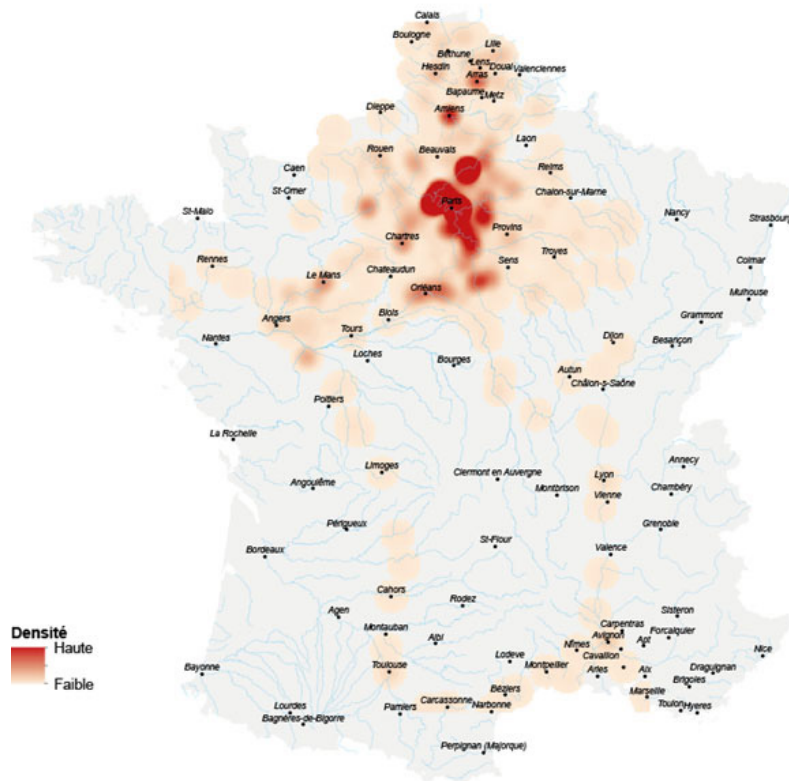 Calais
Boulogne
Lille
Béthune
Lens
Hesdin
Douai
Valenciennes
Arras
Bapaume
Metz
Dieppe
Amiens
Laon
Rouen
Beauvais
Reims
Caen
St-Omer
Chalon-sur-Marne
Paris
St-Malo
Nancy
Strasbourg
Provins
Chartres
Troyes
Rennes
Sens
Colmar
Le Mans
Chateaudun
Orléans
Mulhouse
Blois
Grammont
Angers
Tours
Dijon
Nantes
Besançon
Loches
Bourges
Autun
Châlon-s-Saône
Poitiers
La Rochelle
Annecy
Limoges
Clermont en Auvergne
Lyon
Angoulême
Montbrison
Vienne
Chambéry
Périgueux
Grenoble
St-Flour
Bordeaux
Valence
Cahors
Rodez
Agen
Sisteron
Densité
Haute
Faible
Montauban
Albi
Carpentras
Avignon
Apt
Forcalquier
Nîmes
Cavaillon
Nice
Lodeve
Bayonne
Toulouse
Montpellier
Arles
Aix
Draguignan
Brigoles
Béziers
Marseille
Lourdes
Bagnères-de-Bigorre
Pamiers
Carcassonne
Narbonne
Toulon
Hyeres
Perpignan (Majorque)